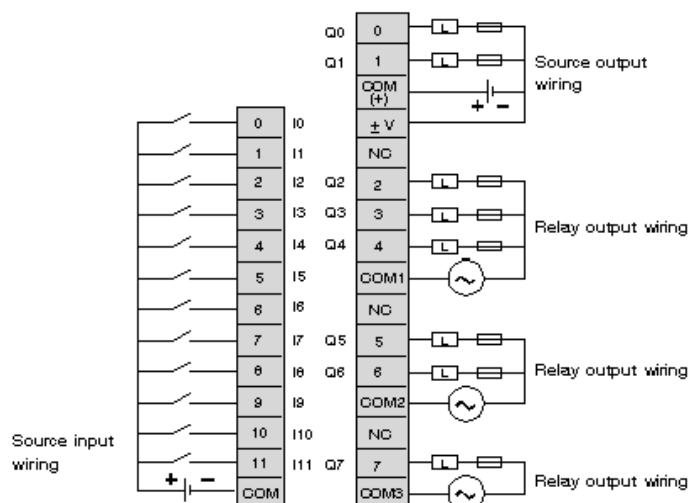 Q0 0 L
Q1 1 L
COM (+) + −
± V
Source output wiring
NC
Q2 2 L
Q3 3 L
Q4 4 L
COM1 ~
Relay output wiring
NC
Q5 5 L
Q6 6 L
COM2 ~
Relay output wiring
NC
Q7 7 L
COM3 ~
Relay output wiring
0 I0
1 I1
2 I2
3 I3
4 I4
5 I5
6 I6
7 I7
8 I8
9 I9
10 I10
11 I11
+ − COM
Source input wiring